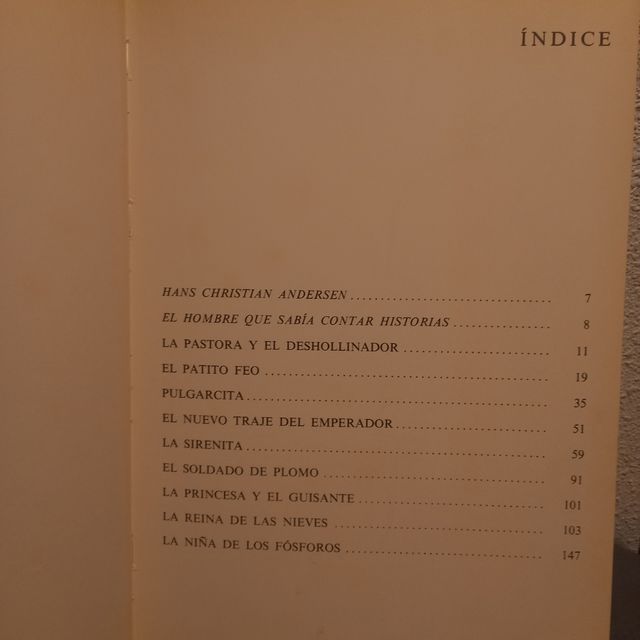 ÍNDICE
HANS CHRISTIAN ANDERSEN ................................ 7
EL HOMBRE QUE SABÍA CONTAR HISTORIAS ............... 8
LA PASTORA Y EL DESHOLLINADOR ....................... 11
EL PATITO FEO ............................................. 19
PULGARCITA ................................................ 35
EL NUEVO TRAJE DEL EMPERADOR ........................ 51
LA SIRENITA ................................................ 59
EL SOLDADO DE PLOMO ................................... 91
LA PRINCESA Y EL GUISANTE ............................. 101
LA REINA DE LAS NIEVES ................................. 103
LA NIÑA DE LOS FÓSFOROS ............................... 147